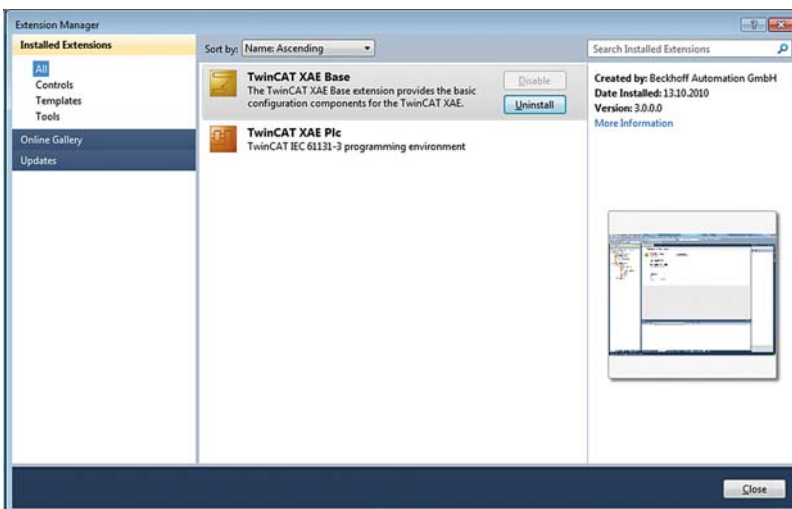 Extension Manager
Installed Extensions
All
Controls
Templates
Tools
Online Gallery
Updates
Sort by: Name: Ascending
TwinCAT XAE Base
The TwinCAT XAE Base extension provides the basic
configuration components for the TwinCAT XAE.
Disable
Uninstall
TwinCAT XAE Plc
TwinCAT IEC 61131-3 programming environment
Search Installed Extensions
Created by: Beckhoff Automation GmbH
Date Installed: 13.10.2010
Version: 3.0.0.0
More Information
Close